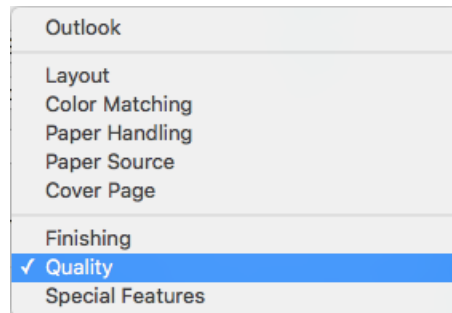 Outlook
Layout
Color Matching
Paper Handling
Paper Source
Cover Page
Finishing
✓ Quality
Special Features